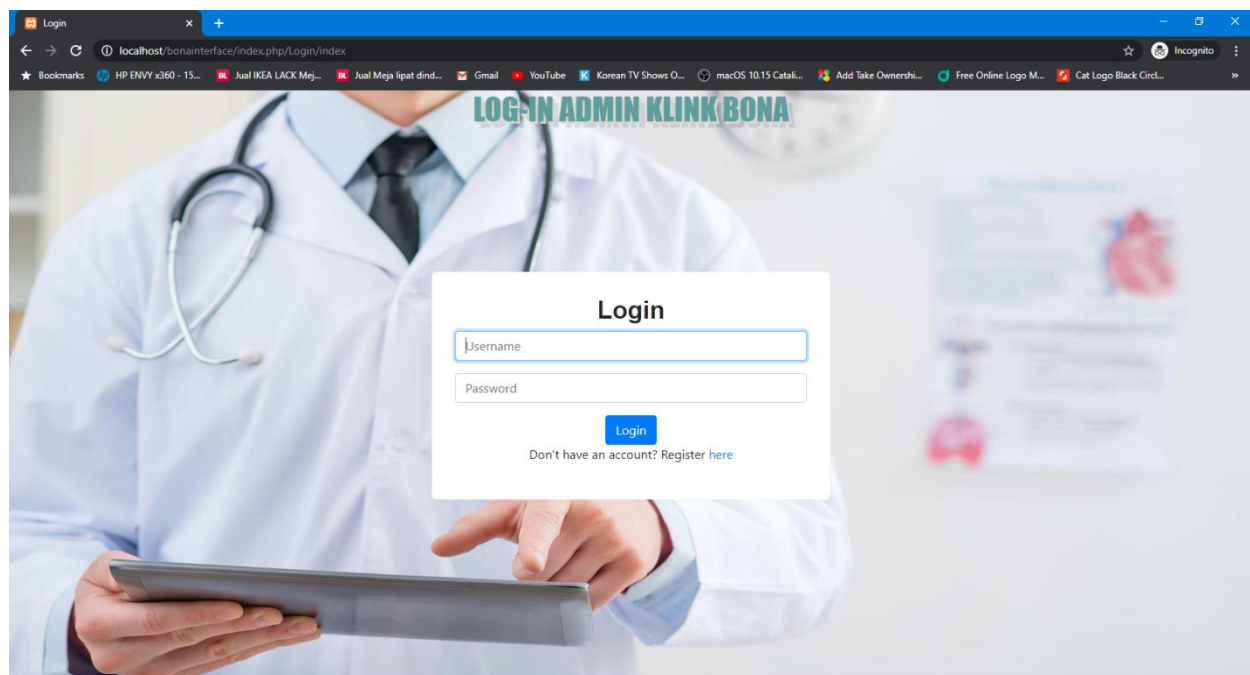 Login
localhost/bonainterface/index.php/Login/index
Incognito
Bookmarks HP ENVY x360 - 15... Jual IKEA LACK Mej... Jual Meja lipat dind... Gmail YouTube Korean TV Shows O... macOS 10.15 Catali... Add Take Ownershi... Free Online Logo M... Cat Logo Black Circl...
LOG-IN ADMIN KLINK BONA
Login
Username
Password
Login
Don't have an account? Register here